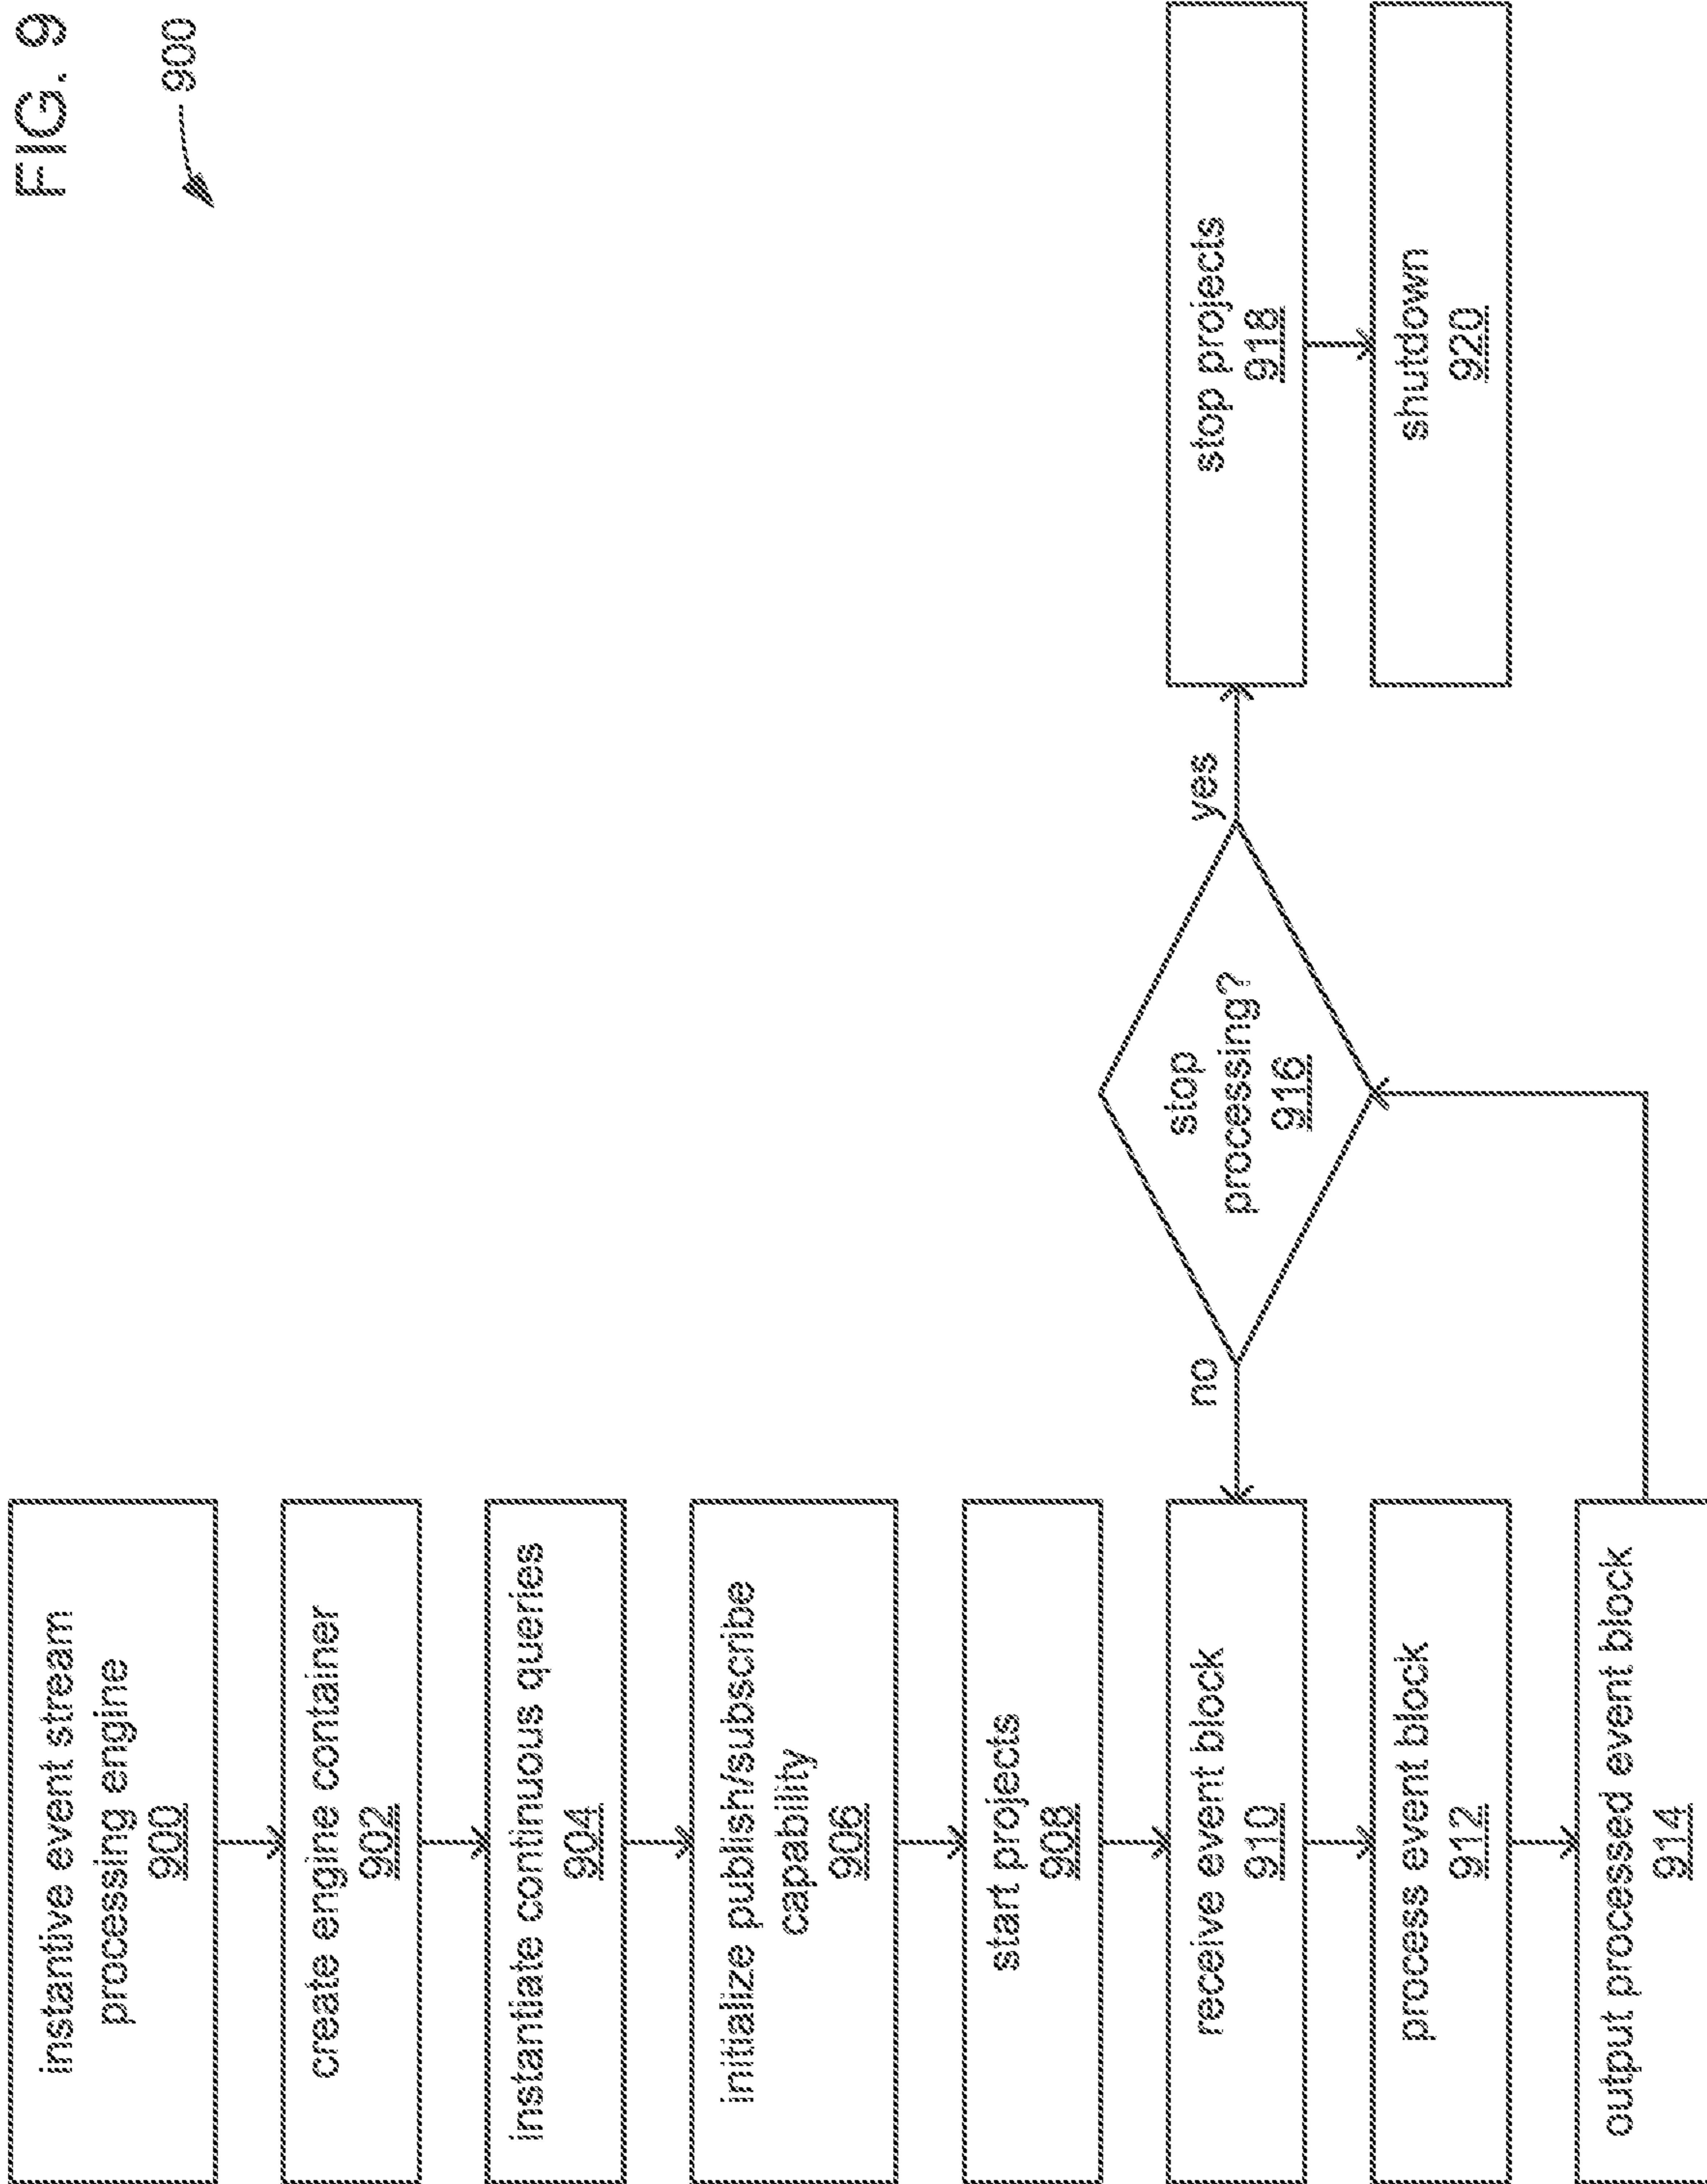 FIG. 9
900
instantive event stream
processing engine
900
create engine container
902
instantiate continuous queries
904
initialize publish/subscribe
capability
906
start projects
908
receive event block
910
process event block
912
output processed event block
914
no
stop
processing?
916
yes
stop projects
918
shutdown
920